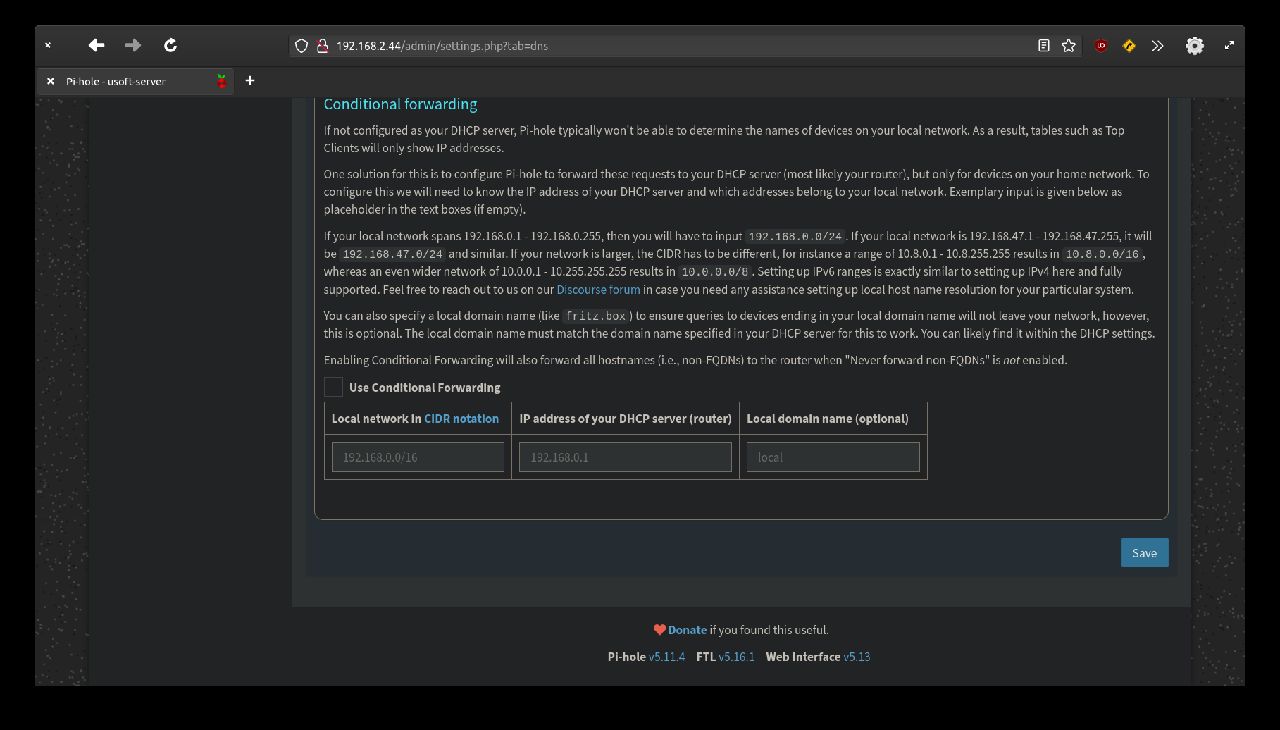 192.168.2.44/admin/settings.php?tab=dns
Pi-hole - usoft-server
Conditional forwarding
If not configured as your DHCP server, Pi-hole typically won't be able to determine the names of devices on your local network. As a result, tables such as Top
Clients will only show IP addresses.
One solution for this is to configure Pi-hole to forward these requests to your DHCP server (most likely your router), but only for devices on your home network. To
configure this we will need to know the IP address of your DHCP server and which addresses belong to your local network. Exemplary input is given below as
placeholder in the text boxes (if empty).
If your local network spans 192.168.0.1 - 192.168.0.255, then you will have to input 192.168.0.0/24. If your local network is 192.168.47.1 - 192.168.47.255, it will
be 192.168.47.0/24 and similar. If your network is larger, the CIDR has to be different, for instance a range of 10.8.0.1 - 10.8.255.255 results in 10.8.0.0/16,
whereas an even wider network of 10.0.0.1 - 10.255.255.255 results in 10.0.0.0/8. Setting up IPv6 ranges is exactly similar to setting up IPv4 here and fully
supported. Feel free to reach out to us on our Discourse forum in case you need any assistance setting up local host name resolution for your particular system.
You can also specify a local domain name (like fritz.box) to ensure queries to devices ending in your local domain name will not leave your network, however,
this is optional. The local domain name must match the domain name specified in your DHCP server for this to work. You can likely find it within the DHCP settings.
Enabling Conditional Forwarding will also forward all hostnames (i.e., non-FQDNs) to the router when "Never forward non-FQDNs" is not enabled.
Use Conditional Forwarding
Local network in CIDR notation IP address of your DHCP server (router) Local domain name (optional)
192.168.0.0/16 192.168.0.1 local
Save
Donate if you found this useful.
Pi-hole v5.11.4 FTL v5.16.1 Web Interface v5.13